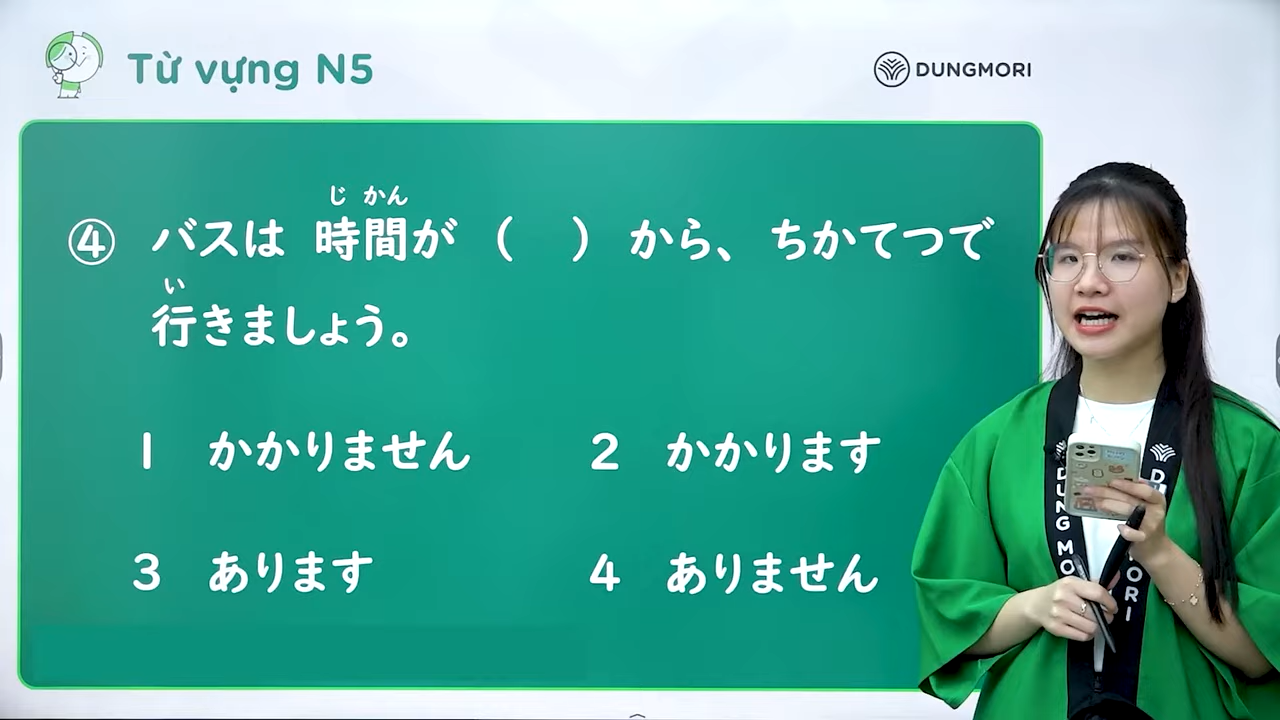 Từ vựng N5
DUNGMORI
じ かん
④ バスは 時間が （ ） から、ちかてつで
い
行きましょう。
1 かかりません
2 かかります
3 あります
4 ありません
DUNG MO
D
MORI